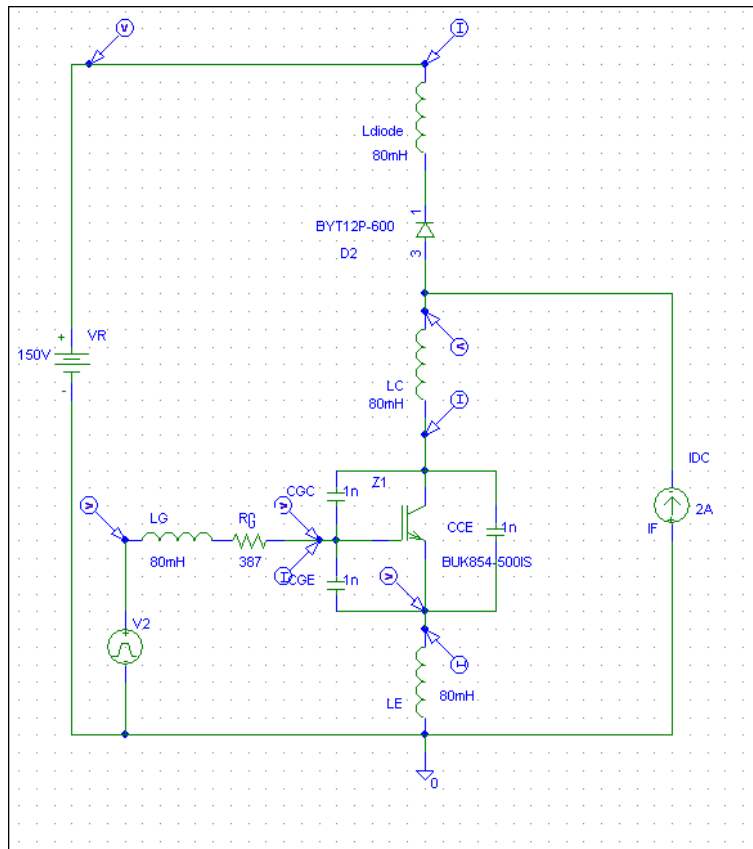 V
I
Ldiode
80mH
1
BYT12P-600
D2
3
+
VR
150V
-
V
LC
80mH
I
IDC
CGC
1n
Z1
2A
IF
V
LG
RG
V
CCE
1n
80mH
387
I
CGE
1n
V
BUK854-500IS
V2
+
I
LE
80mH
0